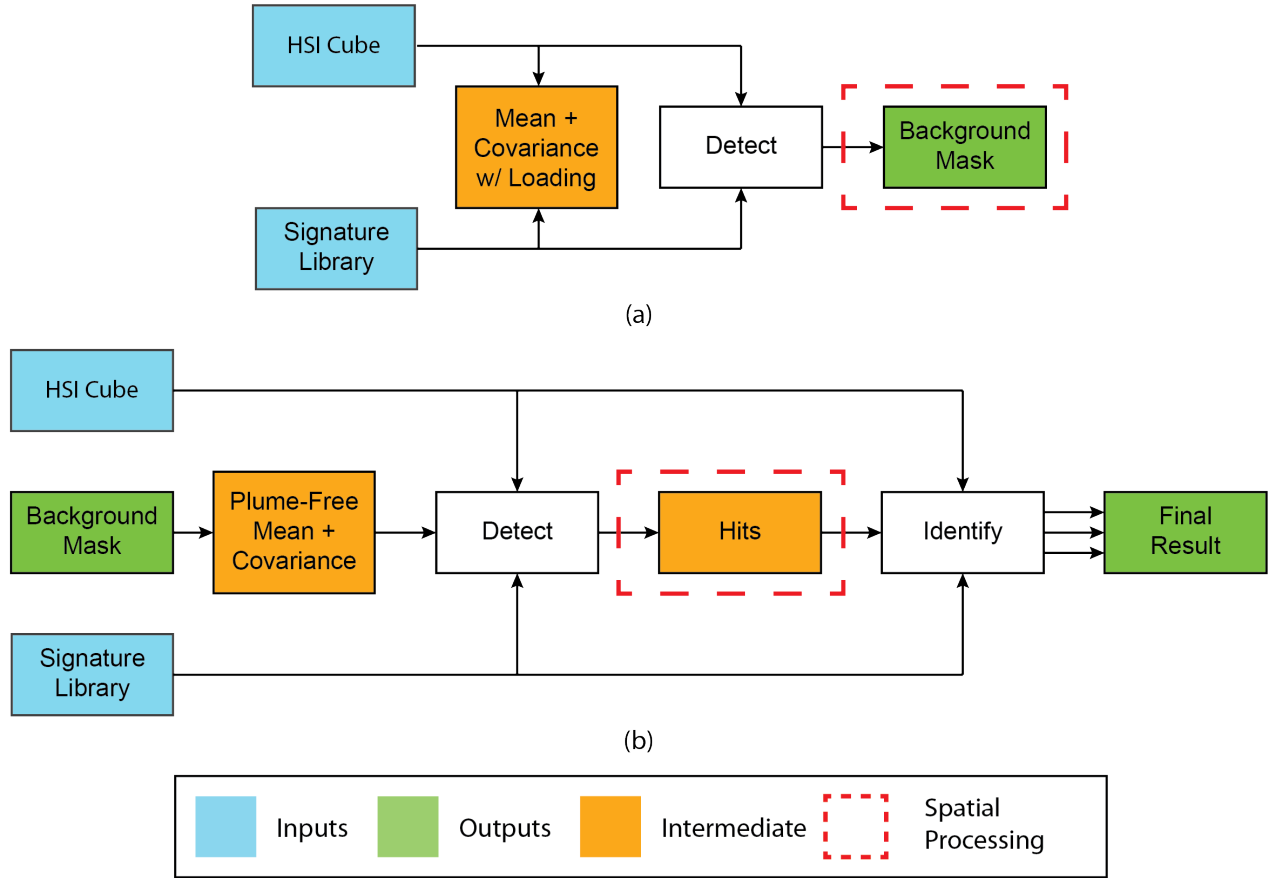 HSI Cube
Mean +
Covariance
w/ Loading
Detect
Background
Mask
Signature
Library
(a)
HSI Cube
Background
Mask
Plume-Free
Mean +
Covariance
Detect
Hits
Identify
Final
Result
Signature
Library
(b)
Inputs
Outputs
Intermediate
Spatial
Processing